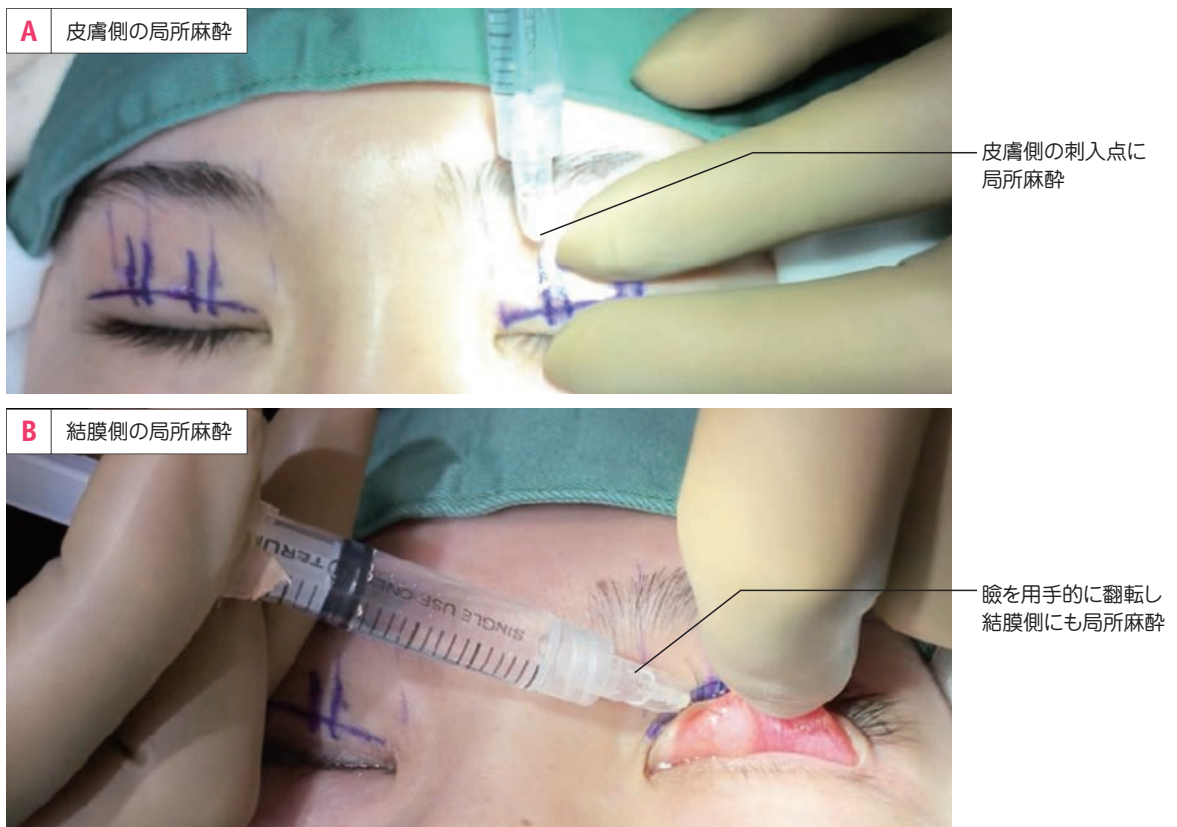 A 皮膚側の局所麻酔
皮膚側の刺入点に
局所麻酔
B 結膜側の局所麻酔
TERUM
SINGLE USE ONLY
瞼を用手的に翻転し
結膜側にも局所麻酔